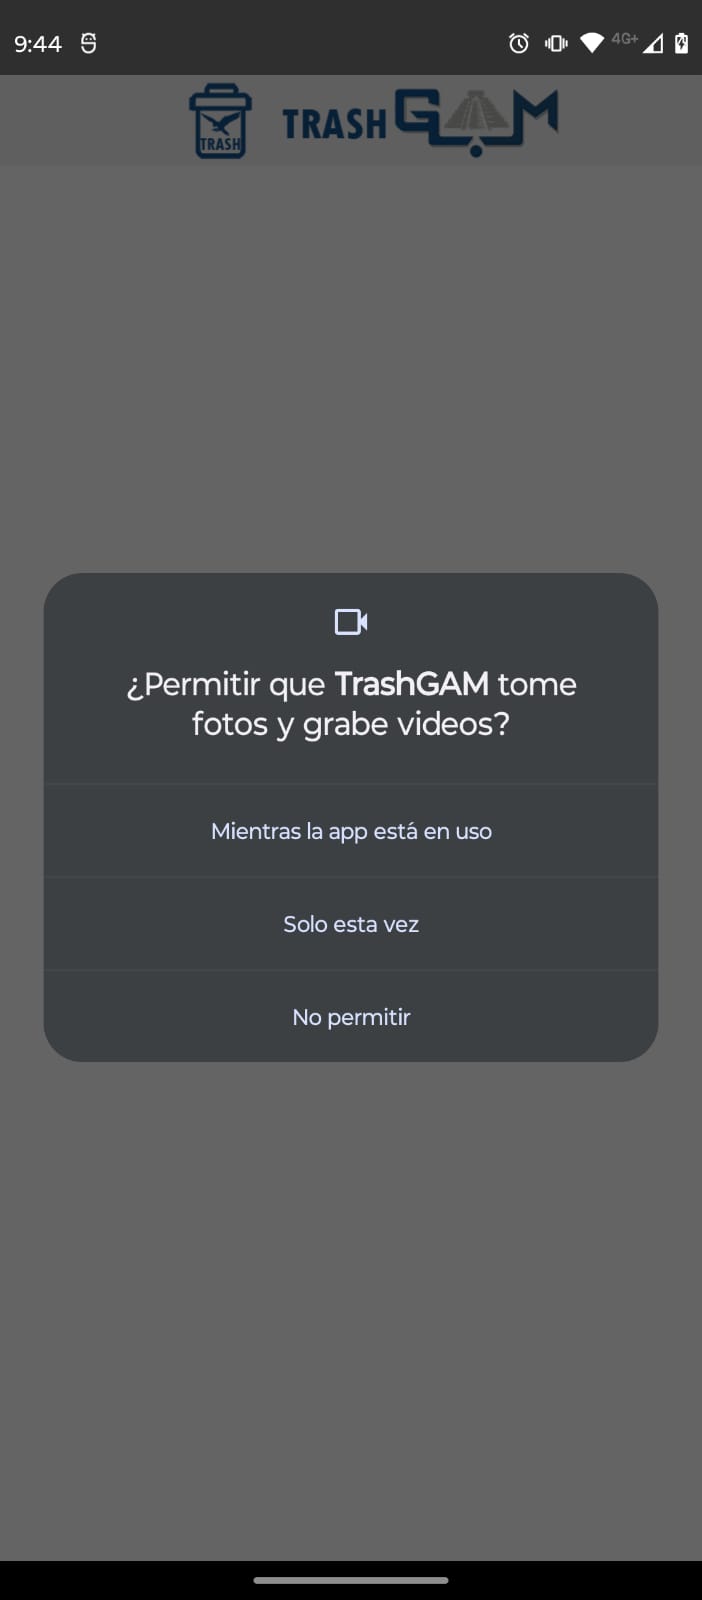 9:44
4G+
TRASH
TRASH GAM
¿Permitir que TrashGAM tome
fotos y grabe videos?
Mientras la app está en uso
Solo esta vez
No permitir